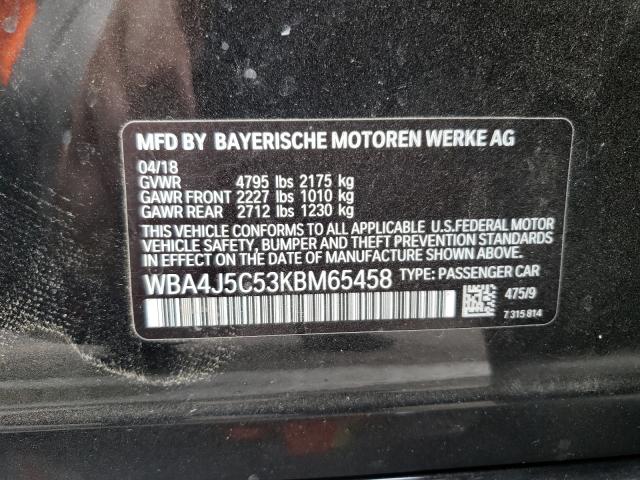 MFD BY BAYERISCHE MOTOREN WERKE AG
04/18
GVWR 4795 lbs 2175 kg
GAWR FRONT 2227 lbs 1010 kg
GAWR REAR 2712 lbs 1230 kg
THIS VEHICLE CONFORMS TO ALL APPLICABLE U.S.FEDERAL MOTOR
VEHICLE SAFETY, BUMPER AND THEFT PREVENTION STANDARDS
IN EFFECT ON THE DATE OF MANUFACTURE SHOWN ABOVE.
WBA4J5C53KBM65458 TYPE: PASSENGER CAR
475/9
7 315 814